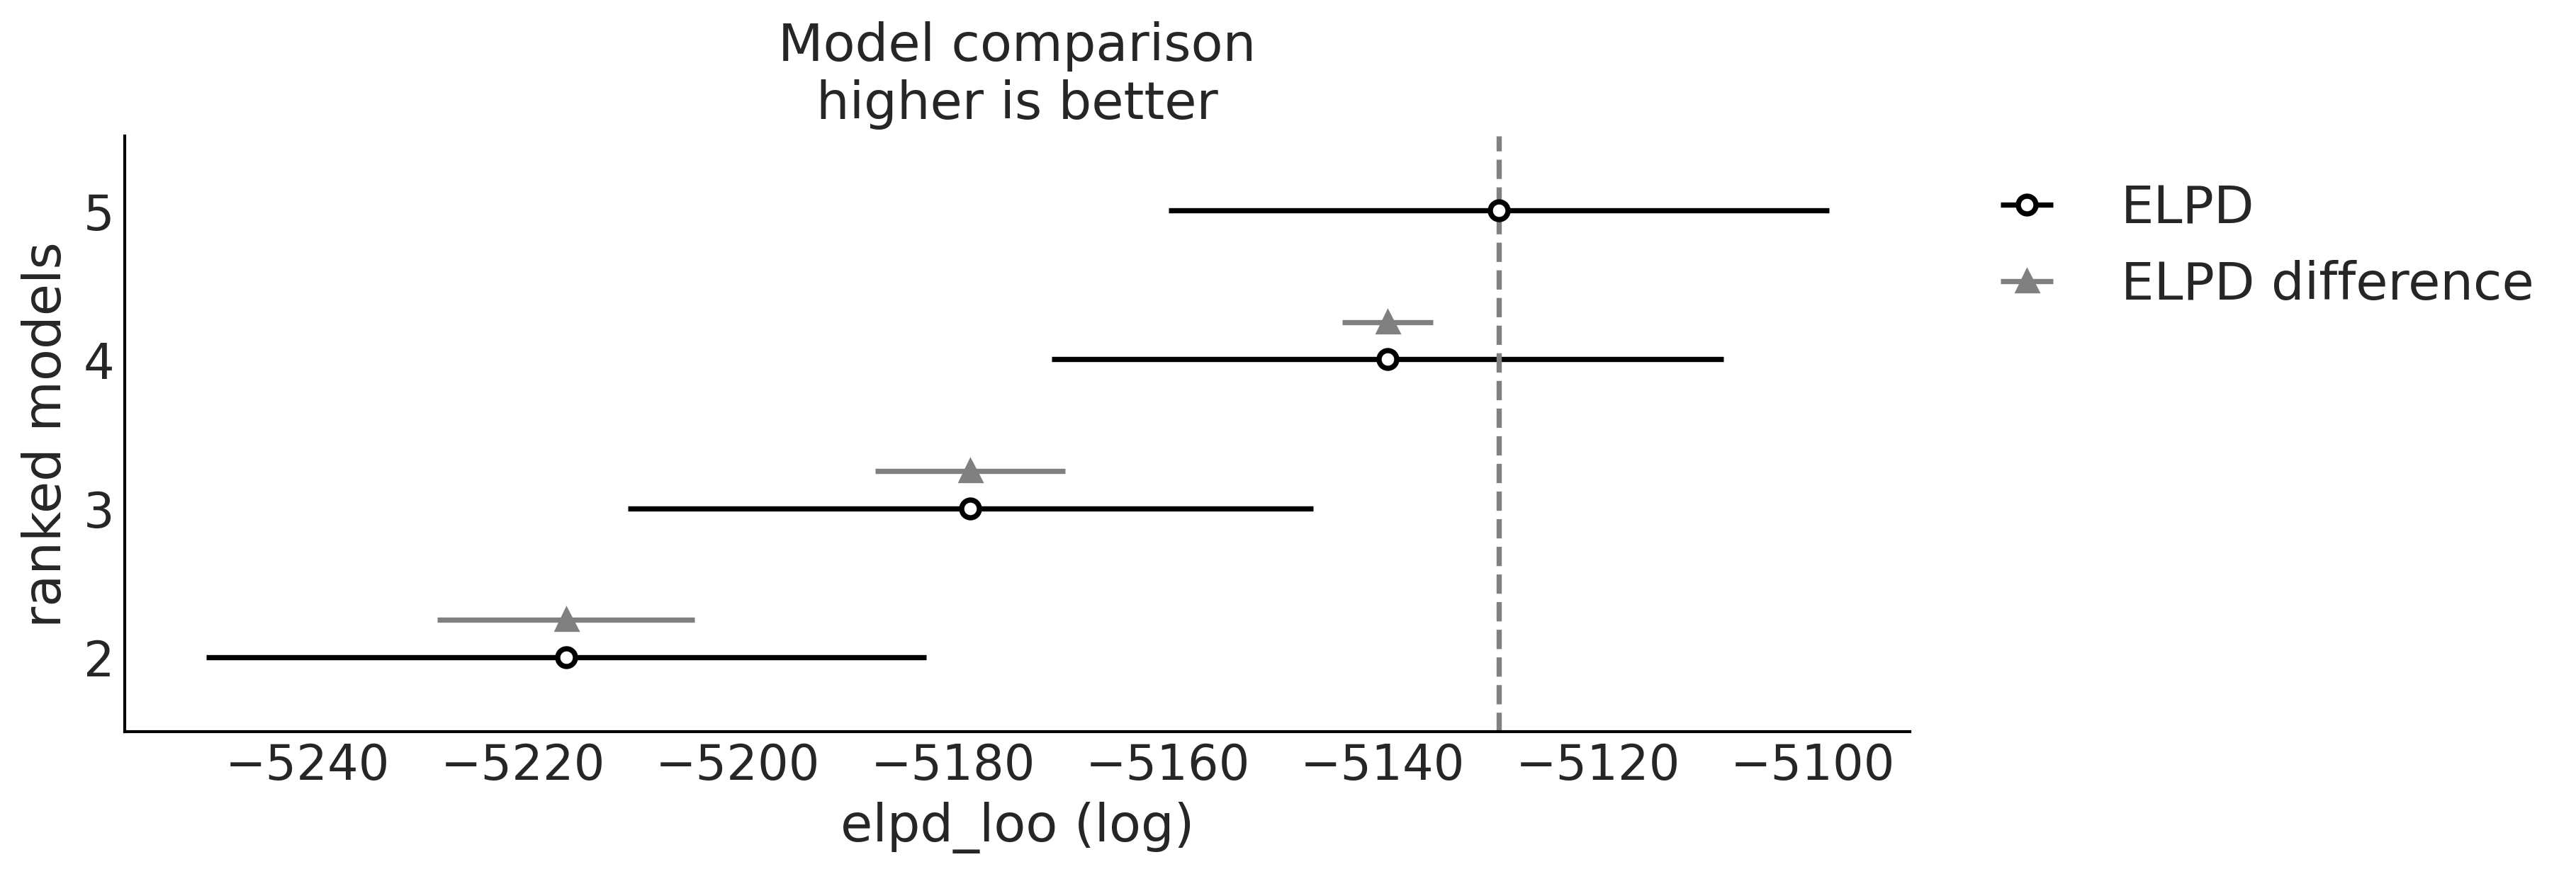 Model comparison
higher is better
ELPD
ELPD difference
ranked models
5
4
3
2
−5240 −5220 −5200 −5180 −5160 −5140 −5120 −5100
elpd_loo (log)